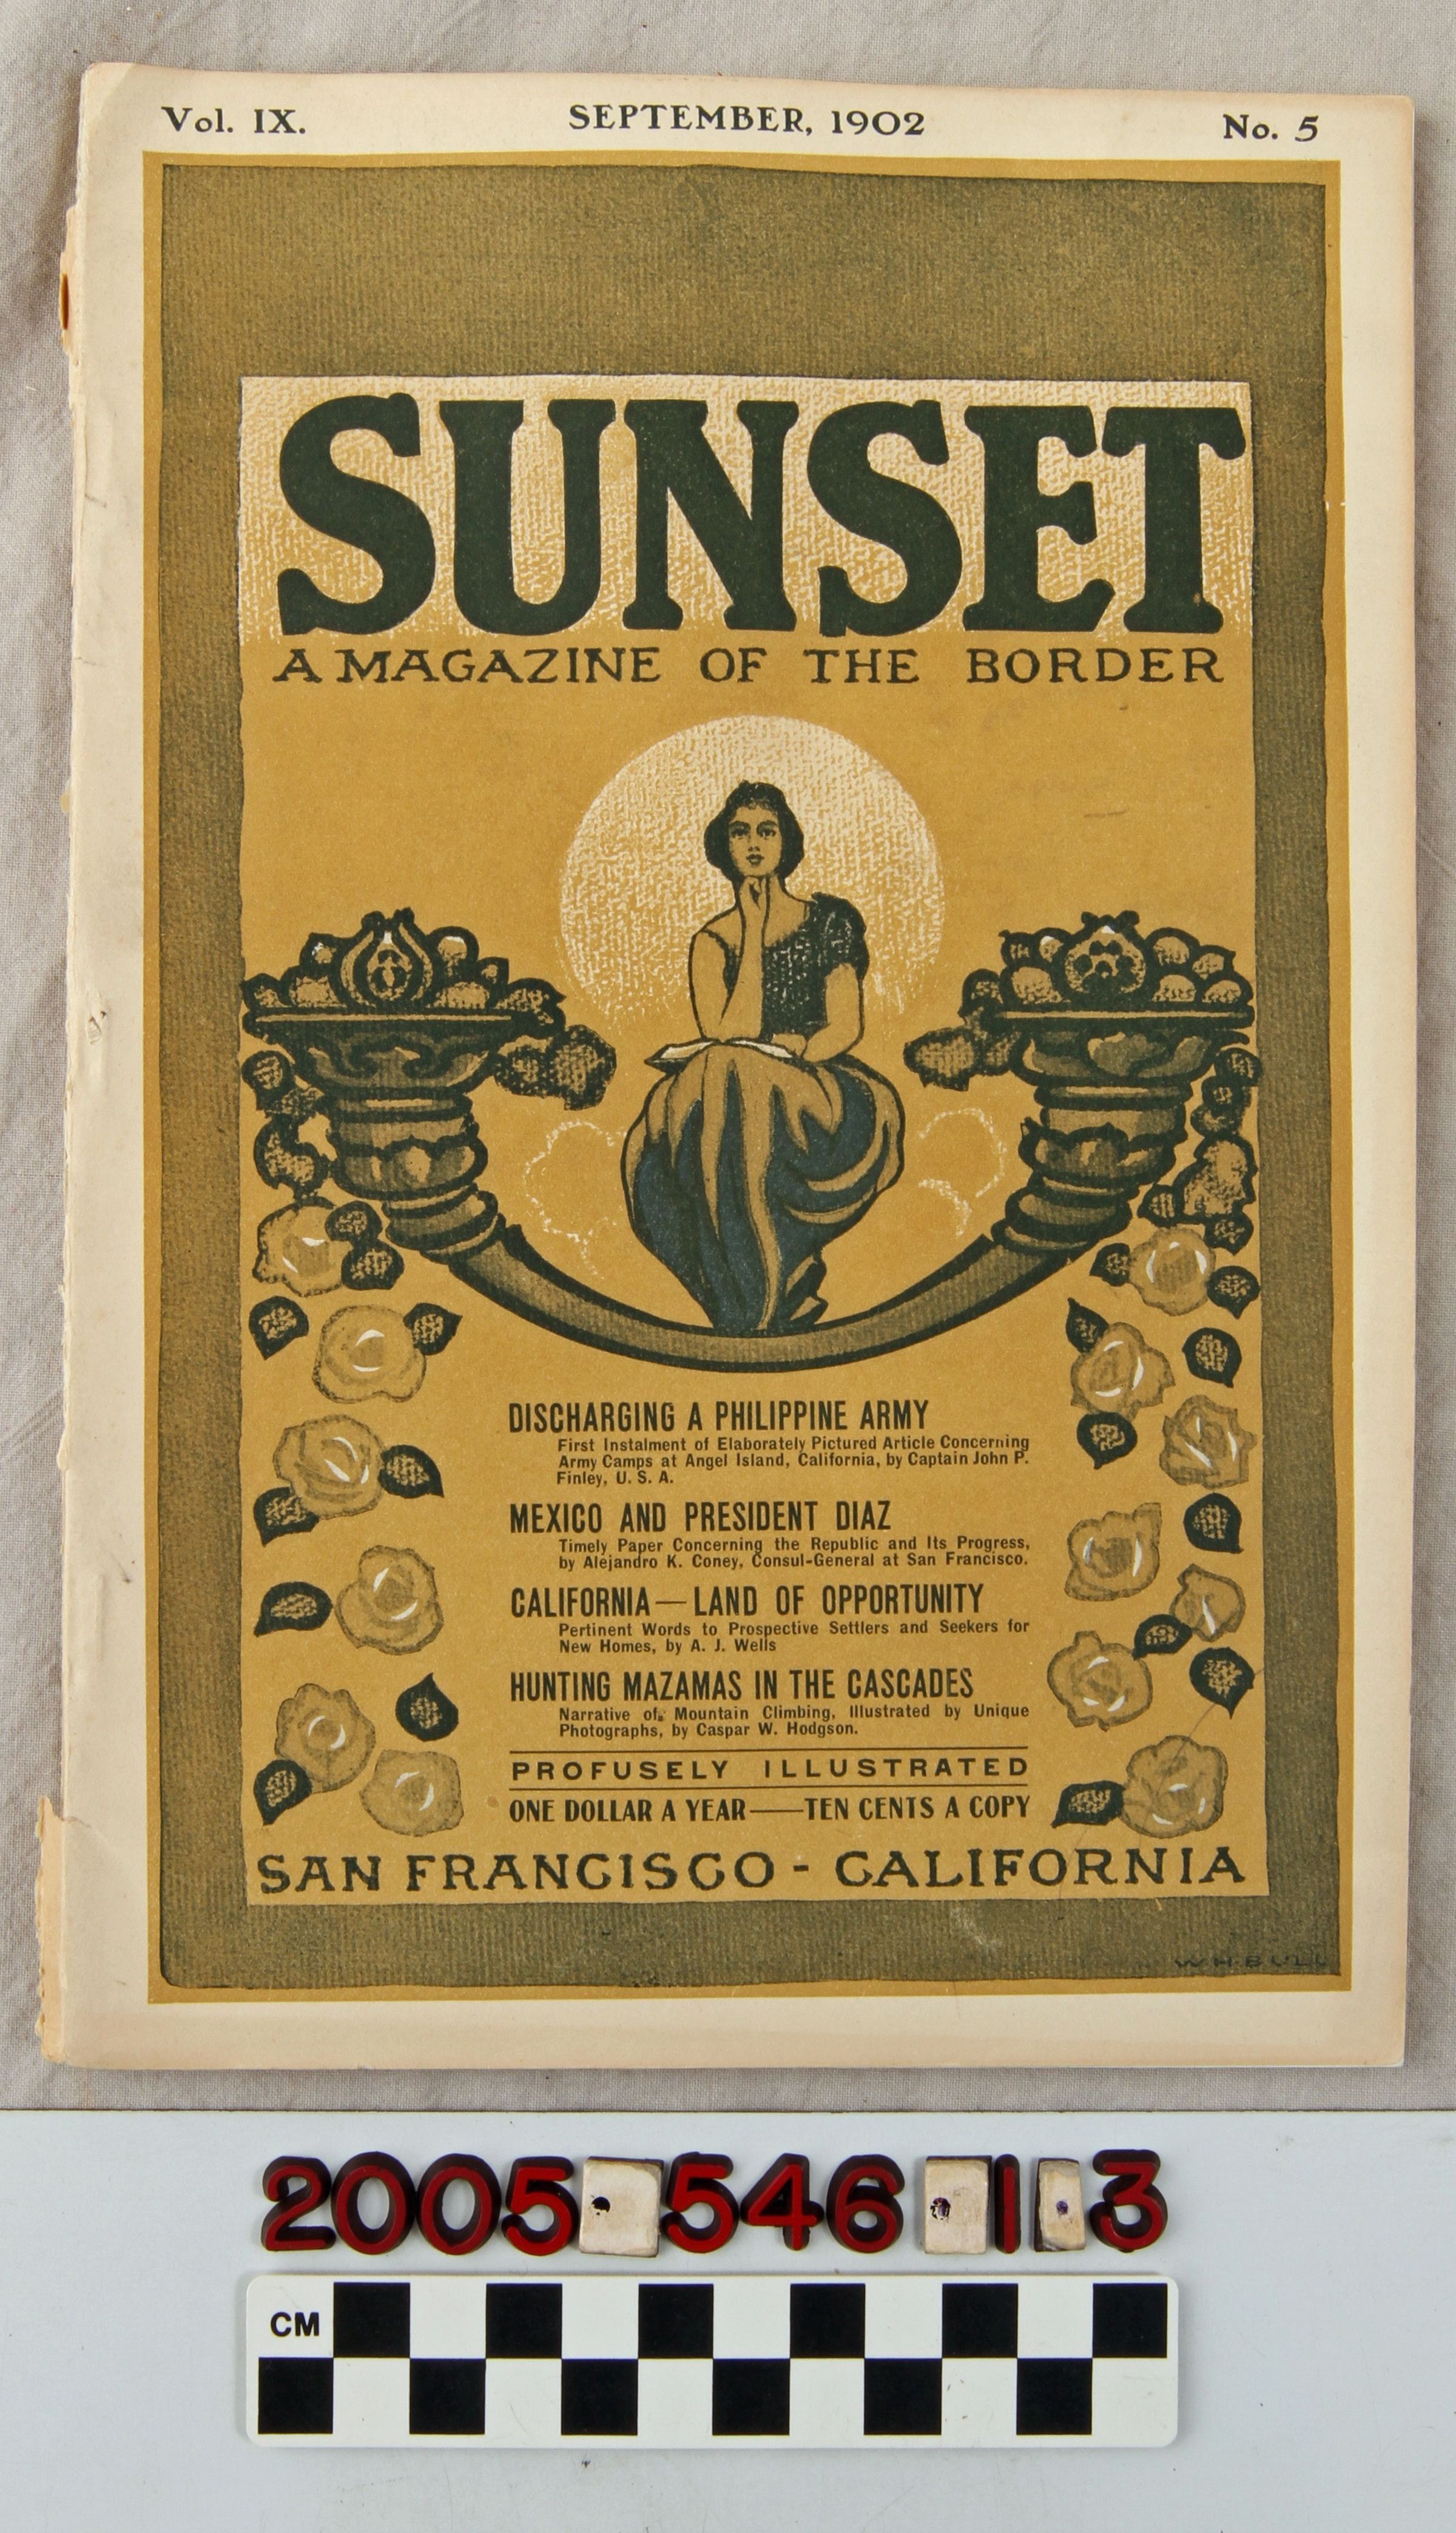 Vol. IX.
SEPTEMBER, 1902
No. 5
SUNSET
A MAGAZINE OF THE BORDER
DISCHARGING A PHILIPPINE ARMY
First Instalment of Elaborately Pictured Article Concerning
Army Camps at Angel Island, California, by Captain John P.
Finley, U. S. A.
MEXICO AND PRESIDENT DIAZ
Timely Paper Concerning the Republic and Its Progress,
by Alejandro K. Coney, Consul-General at San Francisco.
CALIFORNIA—LAND OF OPPORTUNITY
Pertinent Words to Prospective Settlers and Seekers for
New Homes, by A. J. Wells
HUNTING MAZAMAS IN THE CASCADES
Narrative of Mountain Climbing, Illustrated by Unique
Photographs, by Caspar W. Hodgson.
PROFUSELY ILLUSTRATED
ONE DOLLAR A YEAR—TEN CENTS A COPY
SAN FRANCISCO - CALIFORNIA
W·H·BULL
2005·546·1·3
CM